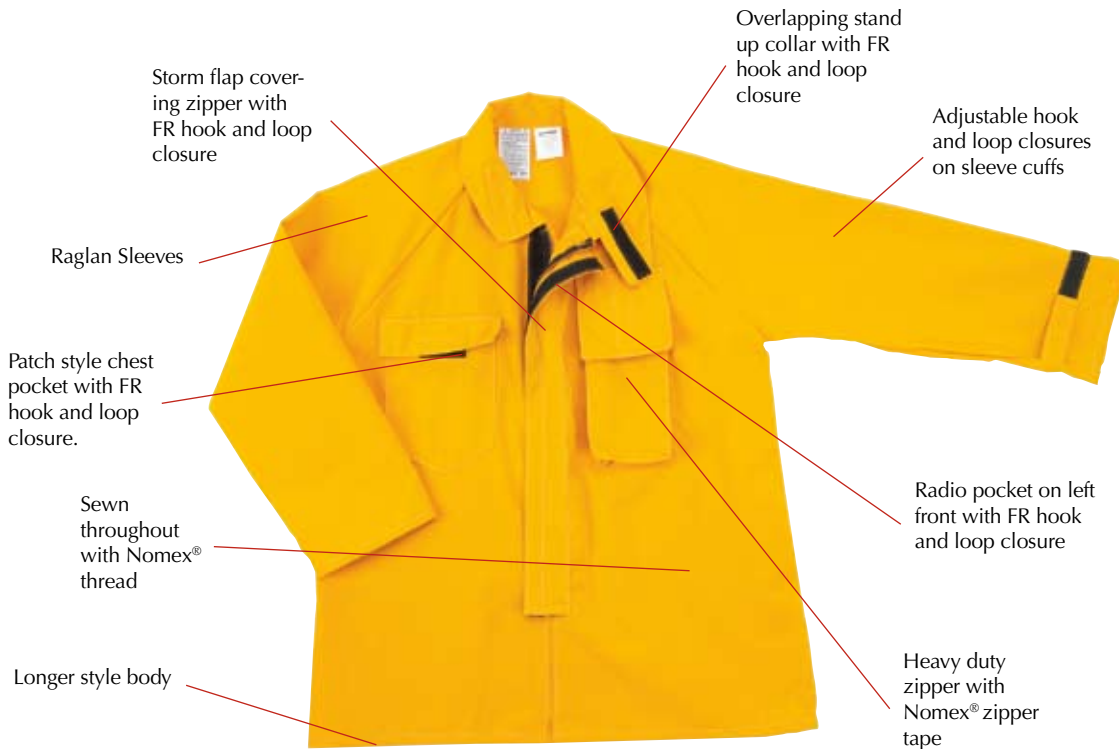 Overlapping stand
up collar with FR
hook and loop
closure
Storm flap cover-
ing zipper with
FR hook and loop
closure
Adjustable hook
and loop closures
on sleeve cuffs
Raglan Sleeves
Patch style chest
pocket with FR
hook and loop
closure.
Radio pocket on left
front with FR hook
and loop closure
Sewn
throughout
with Nomex®
thread
Heavy duty
zipper with
Nomex® zipper
tape
Longer style body